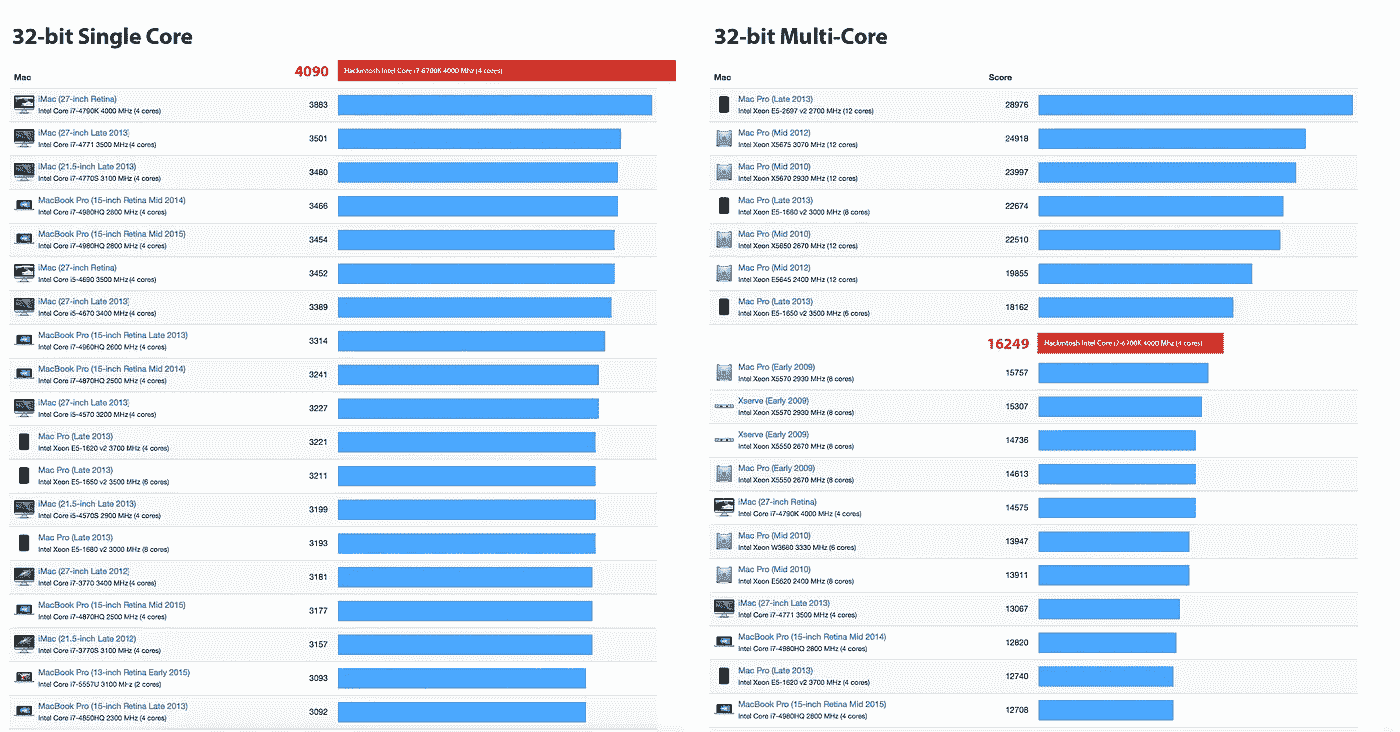 32-bit Single Core
Mac
4090 Hackintosh Intel Core i7-6700K 4000 Mhz (4 cores)
iMac (27-inch Retina)
Intel Core i7-4790K 4000 MHz (4 cores)
3883
iMac (27-inch Late 2013)
Intel Core i7-4771 3500 MHz (4 cores)
3501
iMac (21.5-inch Late 2013)
Intel Core i7-4770S 3100 MHz (4 cores)
3480
MacBook Pro (15-inch Retina Mid 2014)
Intel Core i7-4980HQ 2800 MHz (4 cores)
3466
MacBook Pro (15-inch Retina Mid 2015)
Intel Core i7-4980HQ 2800 MHz (4 cores)
3454
iMac (27-inch Retina)
Intel Core i5-4690 3500 MHz (4 cores)
3452
iMac (27-inch Late 2013)
Intel Core i5-4670 3400 MHz (4 cores)
3389
MacBook Pro (15-inch Retina Late 2013)
Intel Core i7-4960HQ 2600 MHz (4 cores)
3314
MacBook Pro (15-inch Retina Mid 2014)
Intel Core i7-4870HQ 2500 MHz (4 cores)
3241
iMac (27-inch Late 2013)
Intel Core i5-4570 3200 MHz (4 cores)
3227
Mac Pro (Late 2013)
Intel Xeon E5-1620 v2 3700 MHz (4 cores)
3221
Mac Pro (Late 2013)
Intel Xeon E5-1650 v2 3500 MHz (6 cores)
3211
iMac (21.5-inch Late 2013)
Intel Core i5-4570S 2900 MHz (4 cores)
3199
Mac Pro (Late 2013)
Intel Xeon E5-1680 v2 3000 MHz (8 cores)
3193
iMac (27-inch Late 2012)
Intel Core i7-3770 3400 MHz (4 cores)
3181
MacBook Pro (15-inch Retina Mid 2015)
Intel Core i7-4870HQ 2500 MHz (4 cores)
3177
iMac (21.5-inch Late 2012)
Intel Core i7-3770S 3100 MHz (4 cores)
3157
MacBook Pro (13-inch Retina Early 2015)
Intel Core i7-5557U 3100 MHz (2 cores)
3093
MacBook Pro (15-inch Retina Late 2013)
Intel Core i7-4850HQ 2300 MHz (4 cores)
3092
32-bit Multi-Core
Mac
Score
Mac Pro (Late 2013)
Intel Xeon E5-2697 v2 2700 MHz (12 cores)
28976
Mac Pro (Mid 2012)
Intel Xeon X5675 3070 MHz (12 cores)
24918
Mac Pro (Mid 2010)
Intel Xeon X5670 2930 MHz (12 cores)
23997
Mac Pro (Late 2013)
Intel Xeon E5-1680 v2 3000 MHz (8 cores)
22674
Mac Pro (Mid 2010)
Intel Xeon X5650 2670 MHz (12 cores)
22510
Mac Pro (Mid 2012)
Intel Xeon E5645 2400 MHz (12 cores)
19855
Mac Pro (Late 2013)
Intel Xeon E5-1650 v2 3500 MHz (6 cores)
18162
16249 Hackintosh Intel Core i7-6700K 4000 Mhz (4 cores)
Mac Pro (Early 2009)
Intel Xeon X5570 2930 MHz (8 cores)
15757
Xserve (Early 2009)
Intel Xeon X5570 2930 MHz (8 cores)
15307
Xserve (Early 2009)
Intel Xeon X5550 2670 MHz (8 cores)
14736
Mac Pro (Early 2009)
Intel Xeon X5550 2670 MHz (8 cores)
14613
iMac (27-inch Retina)
Intel Core i7-4790K 4000 MHz (4 cores)
14575
Mac Pro (Mid 2010)
Intel Xeon W3680 3330 MHz (6 cores)
13947
Mac Pro (Mid 2010)
Intel Xeon E5620 2400 MHz (8 cores)
13911
iMac (27-inch Late 2013)
Intel Core i7-4771 3500 MHz (4 cores)
13067
MacBook Pro (15-inch Retina Mid 2014)
Intel Core i7-4980HQ 2800 MHz (4 cores)
12820
Mac Pro (Late 2013)
Intel Xeon E5-1620 v2 3700 MHz (4 cores)
12740
MacBook Pro (15-inch Retina Mid 2015)
Intel Core i7-4980HQ 2800 MHz (4 cores)
12708